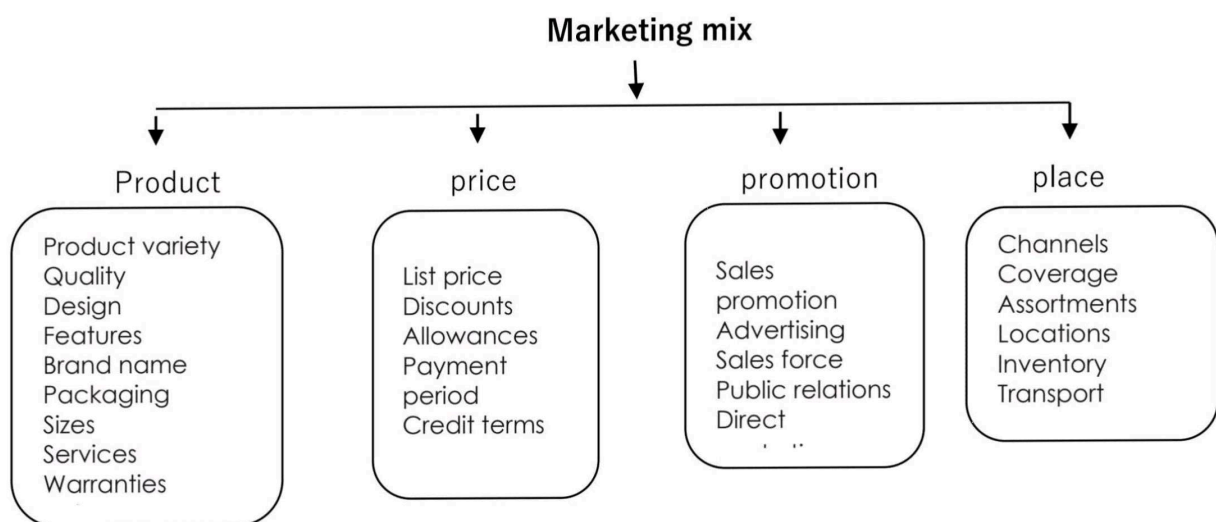 Marketing mix
Product
Product variety
Quality
Design
Features
Brand name
Packaging
Sizes
Services
Warranties
price
List price
Discounts
Allowances
Payment
period
Credit terms
promotion
Sales
promotion
Advertising
Sales force
Public relations
Direct
place
Channels
Coverage
Assortments
Locations
Inventory
Transport